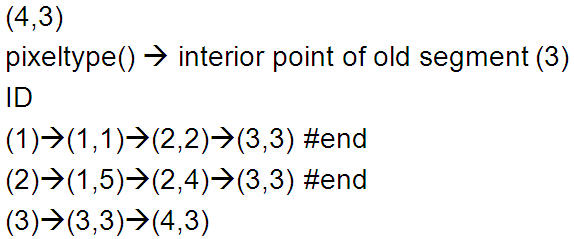 (4,3)
pixeltype() → interior point of old segment (3)
ID
(1)→(1,1)→(2,2)→(3,3) #end
(2)→(1,5)→(2,4)→(3,3) #end
(3)→(3,3)→(4,3)